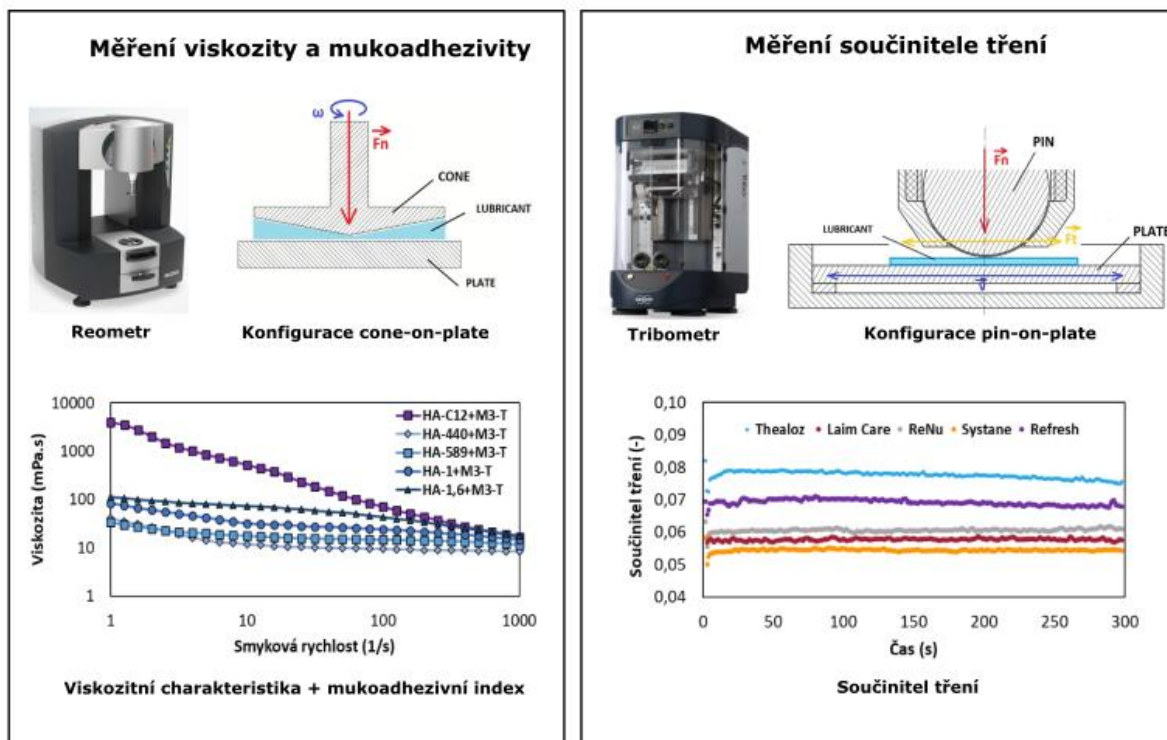 Měření viskozity a mukoadhezivity
ω
Fn
CONE
LUBRICANT
PLATE
Reometr
Konfigurace cone-on-plate
10000
1000
100
10
1
Viskozita (mPa.s)
HA-C12+M3-T
HA-440+M3-T
HA-589+M3-T
HA-1+M3-T
HA-1,6+M3-T
1
10
100
1000
Smyková rychlost (1/s)
Viskozitní charakteristika + mukoadhezivní index
Měření součinitele tření
Fn
PIN
LUBRICANT
Ft
PLATE
v
Tribometr
Konfigurace pin-on-plate
0,10
0,09
0,08
0,07
0,06
0,05
0,04
Součinitel tření (-)
Thealoz
Laim Care
ReNu
Systane
Refresh
0
50
100
150
200
250
300
Čas (s)
Součinitel tření